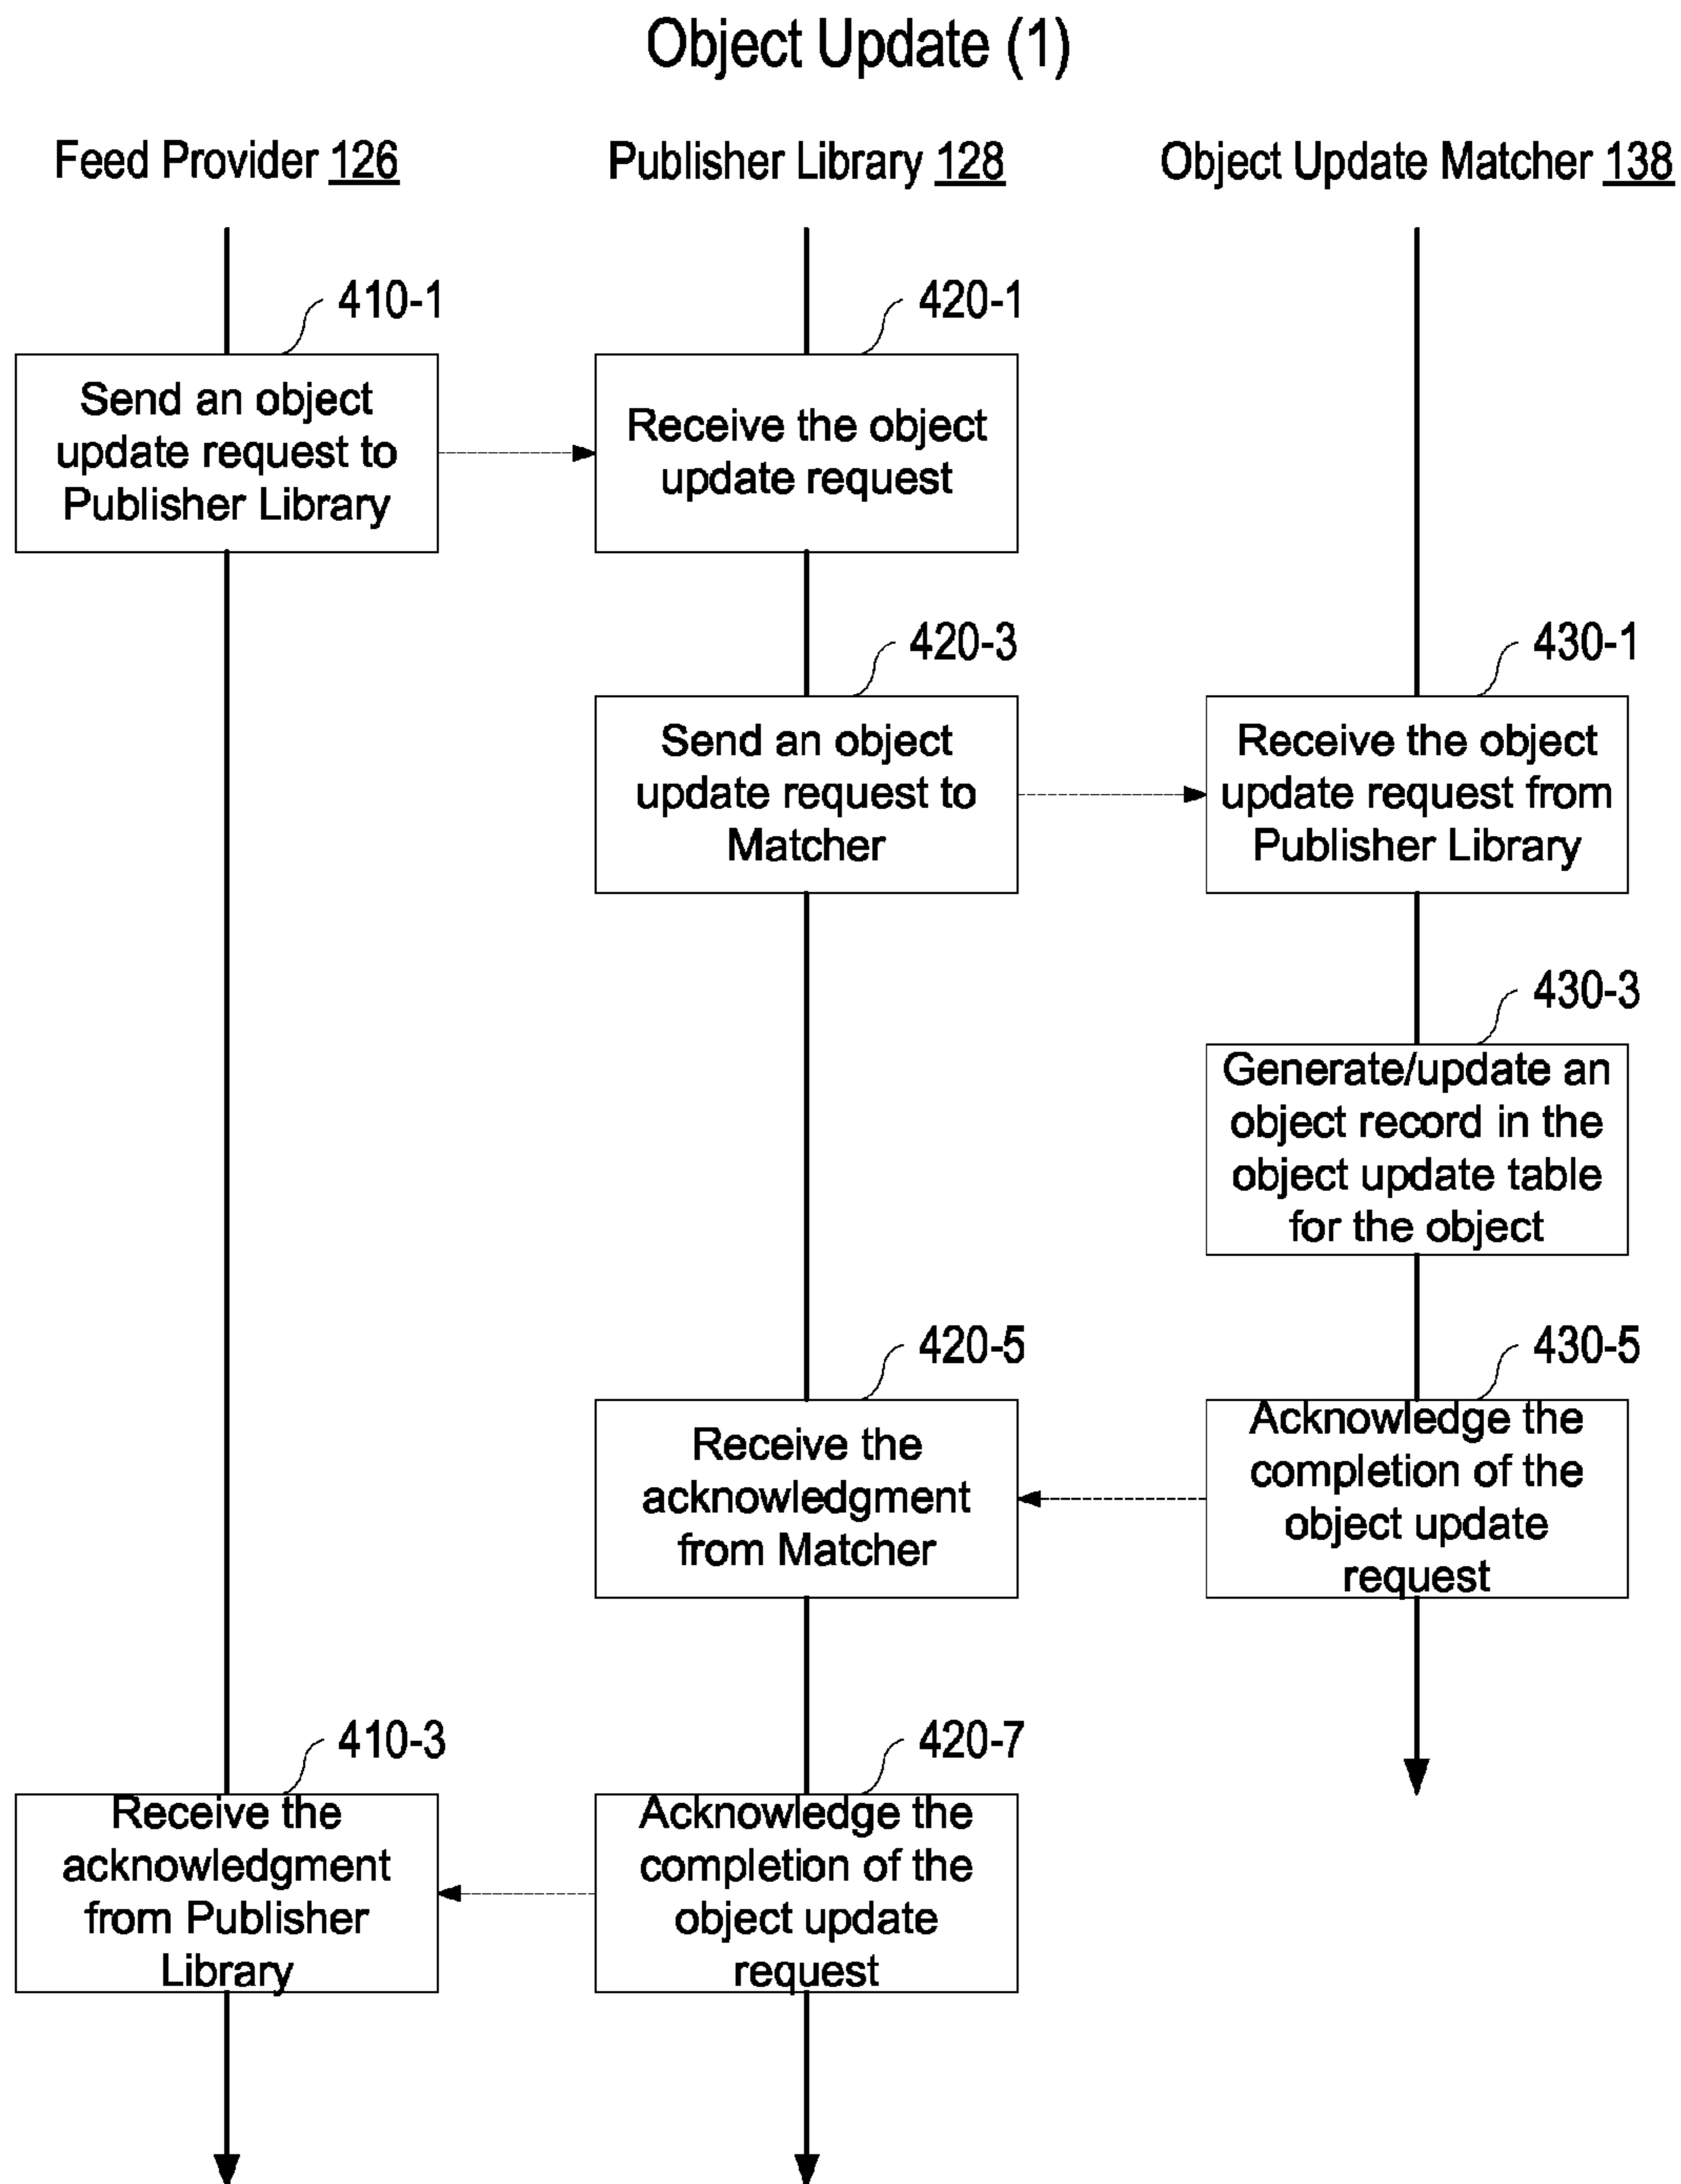 Object Update (1)
Feed Provider 126
Publisher Library 128
Object Update Matcher 138
410-1
420-1
Send an object
update request to
Publisher Library
Receive the object
update request
420-3
430-1
Send an object
update request to
Matcher
Receive the object
update request from
Publisher Library
430-3
Generate/update an
object record in the
object update table
for the object
420-5
430-5
Receive the
acknowledgment
from Matcher
Acknowledge the
completion of the
object update
request
410-3
420-7
Receive the
acknowledgment
from Publisher
Library
Acknowledge the
completion of the
object update
request